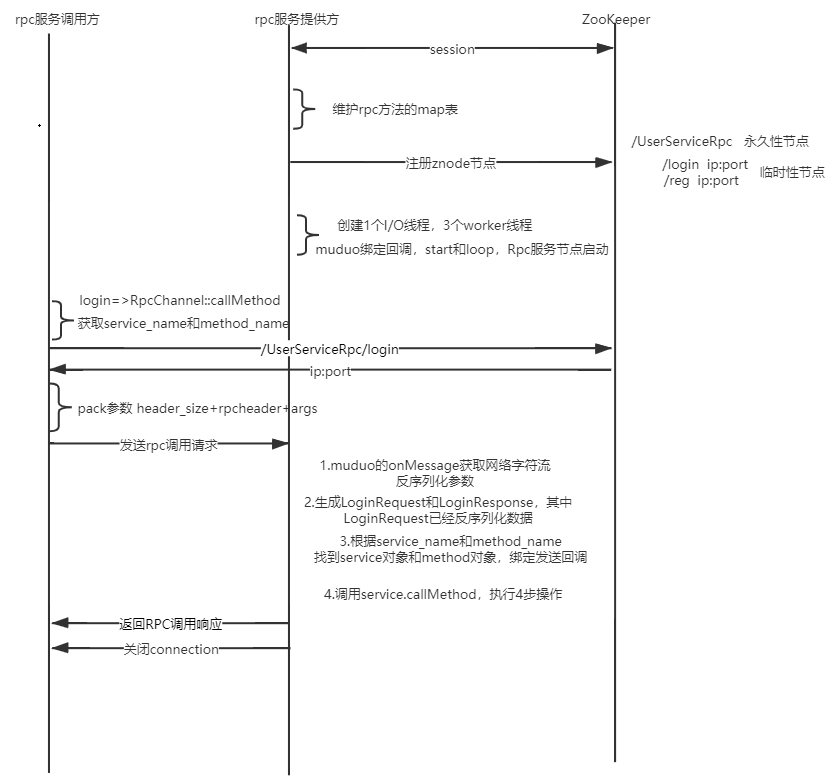 rpc服务调用方
rpc服务提供方
ZooKeeper
session
维护rpc方法的map表
/UserServiceRpc 永久性节点
注册znode节点
/login ip:port
/reg ip:port
临时性节点
创建1个I/O线程，3个worker线程
muduo绑定回调，start和loop，Rpc服务节点启动
login=>RpcChannel::callMethod
获取service_name和method_name
/UserServiceRpc/login
ip:port
pack参数 header_size+rpcheader+args
发送rpc调用请求
1.muduo的onMessage获取网络字符流
反序列化参数
2.生成LoginRequest和LoginResponse，其中
LoginRequest已经反序列化数据
3.根据service_name和method_name
找到service对象和method对象，绑定发送回调
4.调用service.callMethod，执行4步操作
返回RPC调用响应
关闭connection